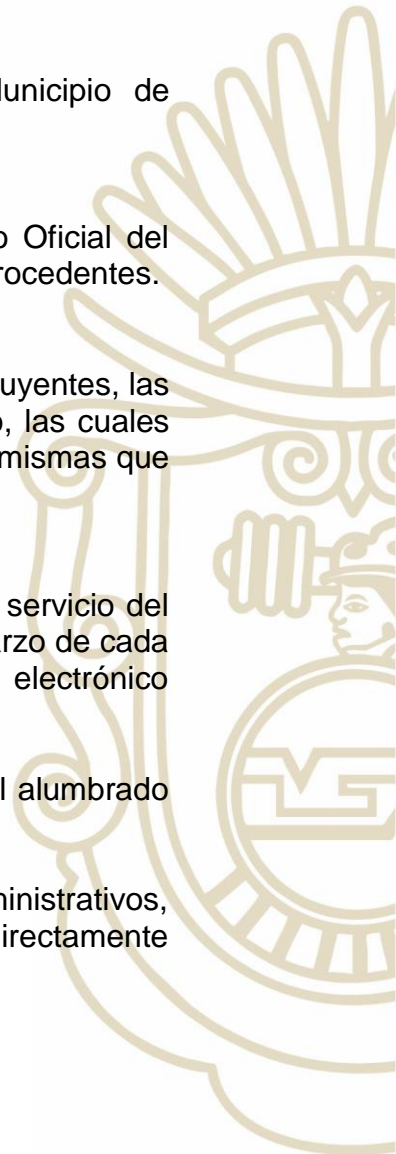 unicipio de
Oficial del
rocedentes.
uyentes, las
, las cuales
mismas que
servicio del
arzo de cada
electrónico
l alumbrado
ministrativos,
irectamente